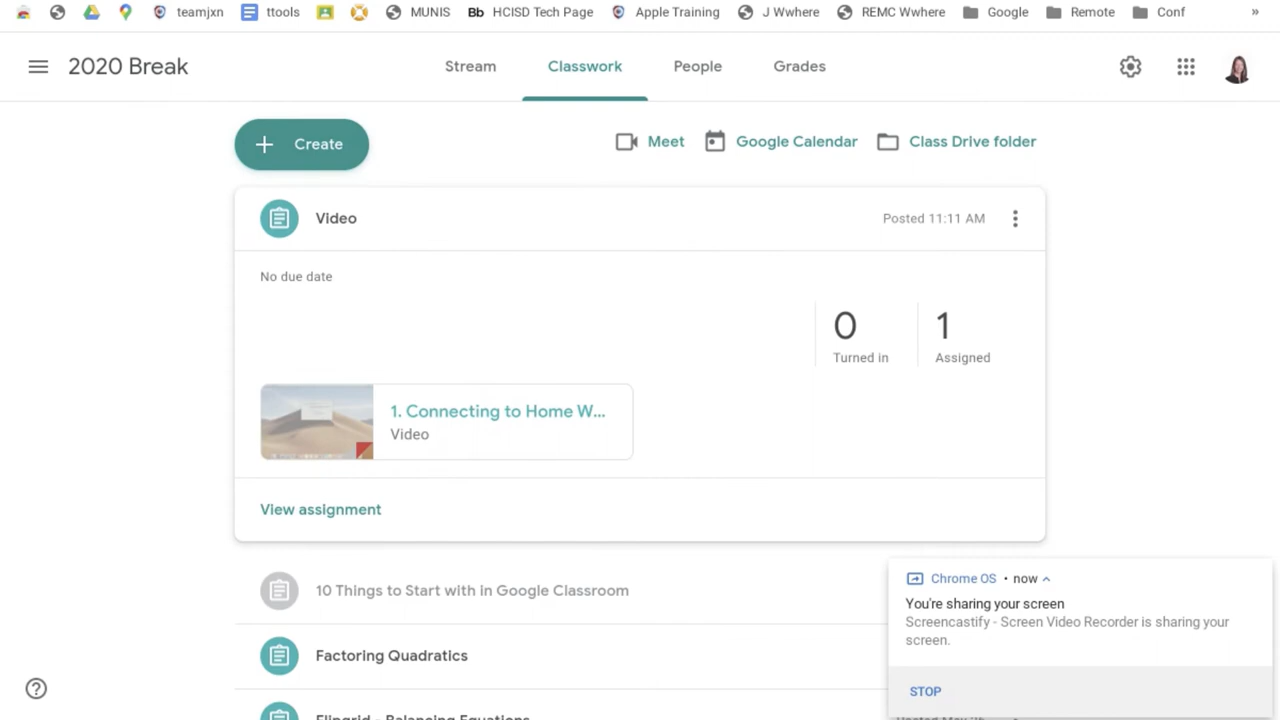 teamjxn ttools MUNIS Bb HCISD Tech Page Apple Training J Wwhere REMC Wwhere Google Remote Conf »
2020 Break Stream Classwork People Grades
Create Meet Google Calendar Class Drive folder
Video Posted 11:11 AM
No due date
0 1
Turned in Assigned
1. Connecting to Home W...
Video
View assignment
10 Things to Start with in Google Classroom
Factoring Quadratics
Flipgrid - Balancing Equations
Chrome OS • now
You're sharing your screen
Screencastify - Screen Video Recorder is sharing your
screen.
STOP